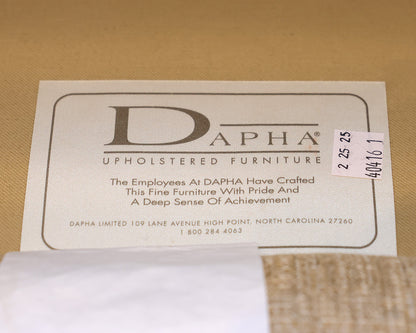 DAPHA®
UPHOLSTERED FURNITURE
The Employees At DAPHA Have Crafted
This Fine Furniture With Pride And
A Deep Sense Of Achievement
DAPHA LIMITED 109 LANE AVENUE HIGH POINT, NORTH CAROLINA 27260
1 800 284 4063
2 25 25
40416 1